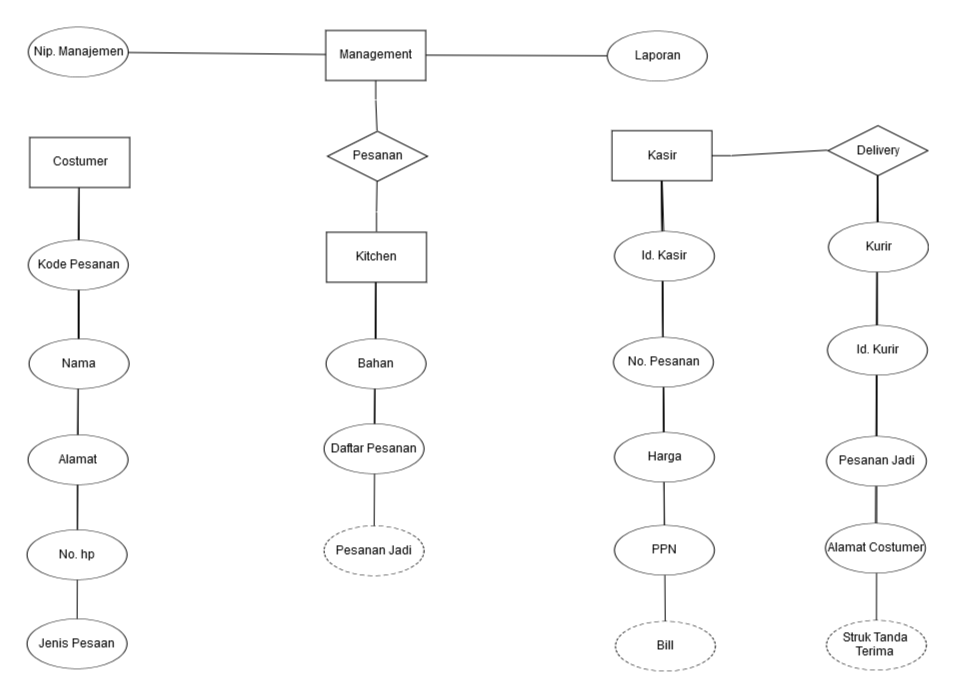 Nip. Manajemen
Management
Laporan
Costumer
Pesanan
Kasir
Delivery
Kode Pesanan
Kitchen
Id. Kasir
Kurir
Nama
Bahan
No. Pesanan
Id. Kurir
Alamat
Daftar Pesanan
Harga
Pesanan Jadi
No. hp
Pesanan Jadi
PPN
Alamat Costumer
Jenis Pesaan
Bill
Struk Tanda
Terima